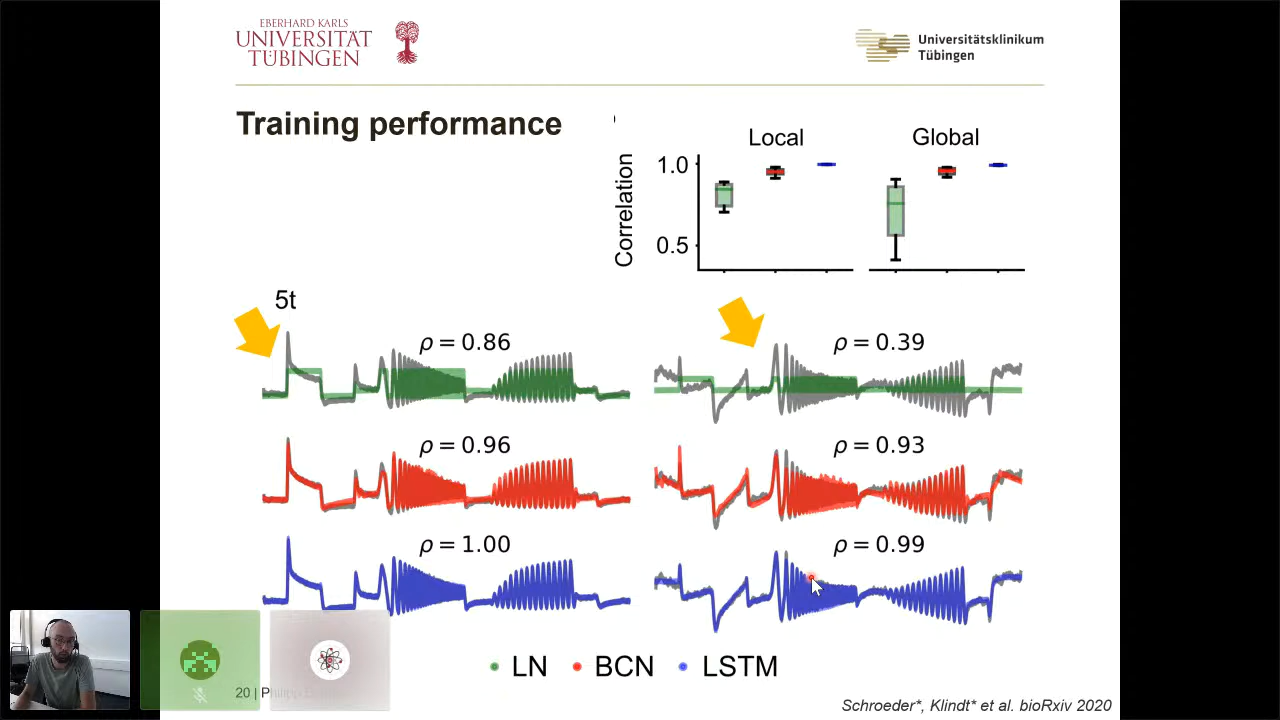 EBERHARD KARLS
UNIVERSITÄT
TÜBINGEN
Universitätsklinikum
Tübingen
Training performance
Local
Global
Correlation
1.0
0.5
5t
ρ = 0.86
ρ = 0.39
ρ = 0.96
ρ = 0.93
ρ = 1.00
ρ = 0.99
LN
BCN
LSTM
20 |
Schroeder*, Klindt* et al. bioRxiv 2020